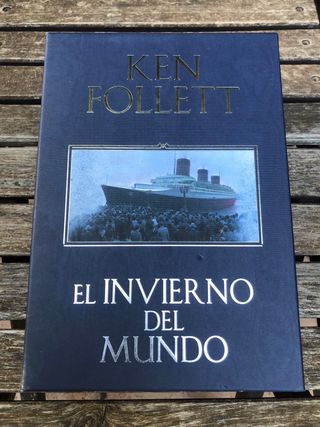 KEN
FOLLETT
EL INVIERNO
DEL
MUNDO